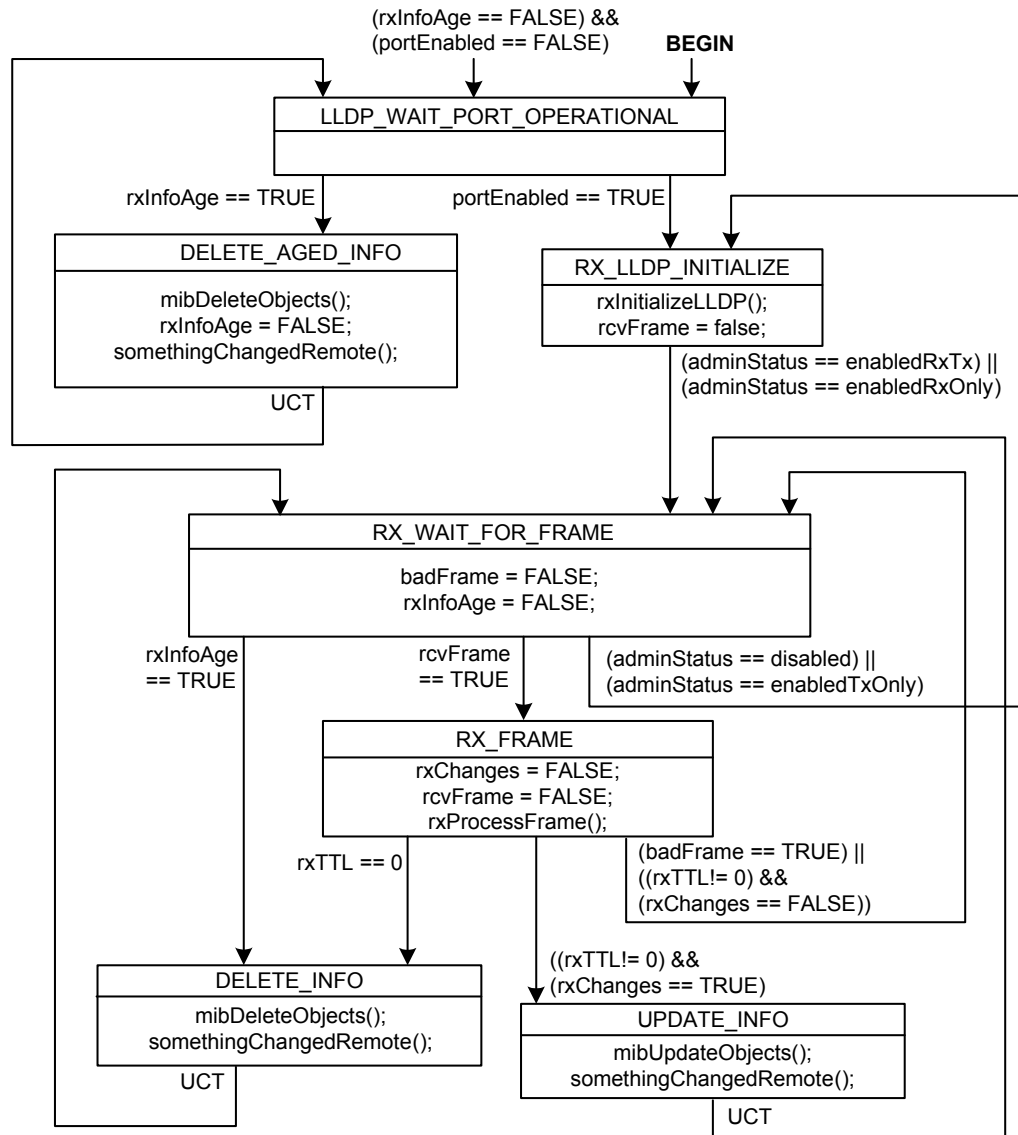 (rxInfoAge == FALSE) &&
(portEnabled == FALSE)
BEGIN
LLDP_WAIT_PORT_OPERATIONAL
rxInfoAge == TRUE
portEnabled == TRUE
DELETE_AGED_INFO
mibDeleteObjects();
rxInfoAge = FALSE;
somethingChangedRemote();
UCT
RX_LLDP_INITIALIZE
rxInitializeLLDP();
rcvFrame = false;
(adminStatus == enabledRxTx) ||
(adminStatus == enabledRxOnly)
RX_WAIT_FOR_FRAME
badFrame = FALSE;
rxInfoAge = FALSE;
rxInfoAge
== TRUE
rcvFrame
== TRUE
(adminStatus == disabled) ||
(adminStatus == enabledTxOnly)
RX_FRAME
rxChanges = FALSE;
rcvFrame = FALSE;
rxProcessFrame();
rxTTL == 0
(badFrame == TRUE) ||
((rxTTL!= 0) &&
(rxChanges == FALSE))
((rxTTL!= 0) &&
(rxChanges == TRUE)
DELETE_INFO
mibDeleteObjects();
somethingChangedRemote();
UCT
UPDATE_INFO
mibUpdateObjects();
somethingChangedRemote();
UCT